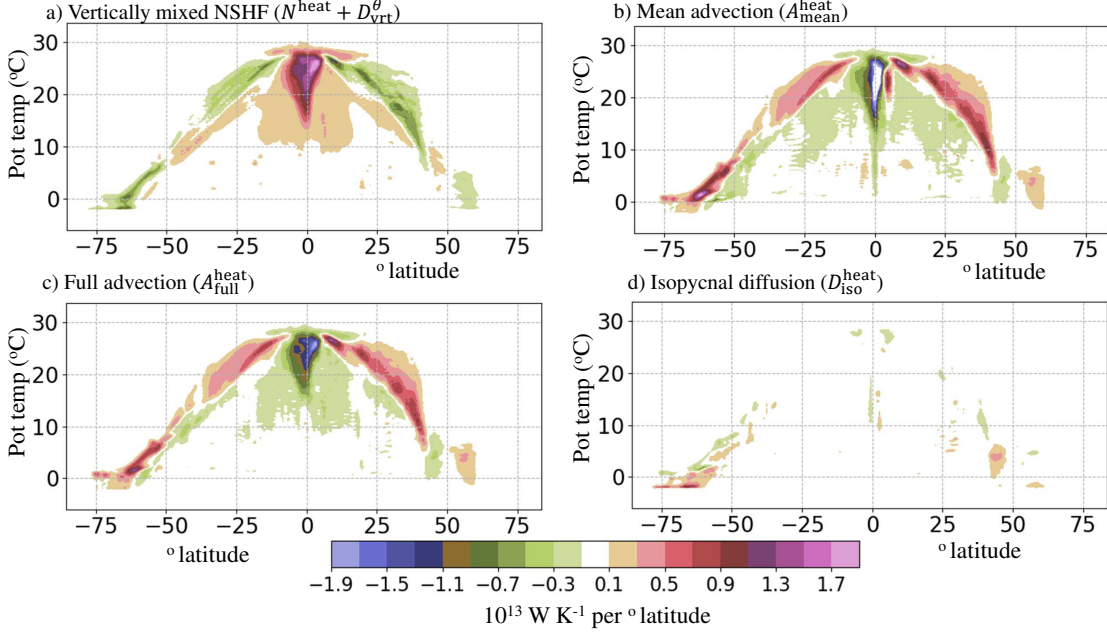 a) Vertically mixed NSHF (N^heat + D^θ_vrt)
b) Mean advection (A^heat_mean)
30
20
10
0
Pot temp (°C)
−75 −50 −25 0 25 50 75
° latitude
30
20
10
0
Pot temp (°C)
−75 −50 −25 0 25 50 75
° latitude
c) Full advection (A^heat_full)
d) Isopycnal diffusion (D^heat_iso)
30
20
10
0
Pot temp (°C)
−75 −50 −25 0 25 50 75
° latitude
30
20
10
0
Pot temp (°C)
−75 −50 −25 0 25 50 75
° latitude
−1.9 −1.5 −1.1 −0.7 −0.3 0.1 0.5 0.9 1.3 1.7
10¹³ W K⁻¹ per ° latitude